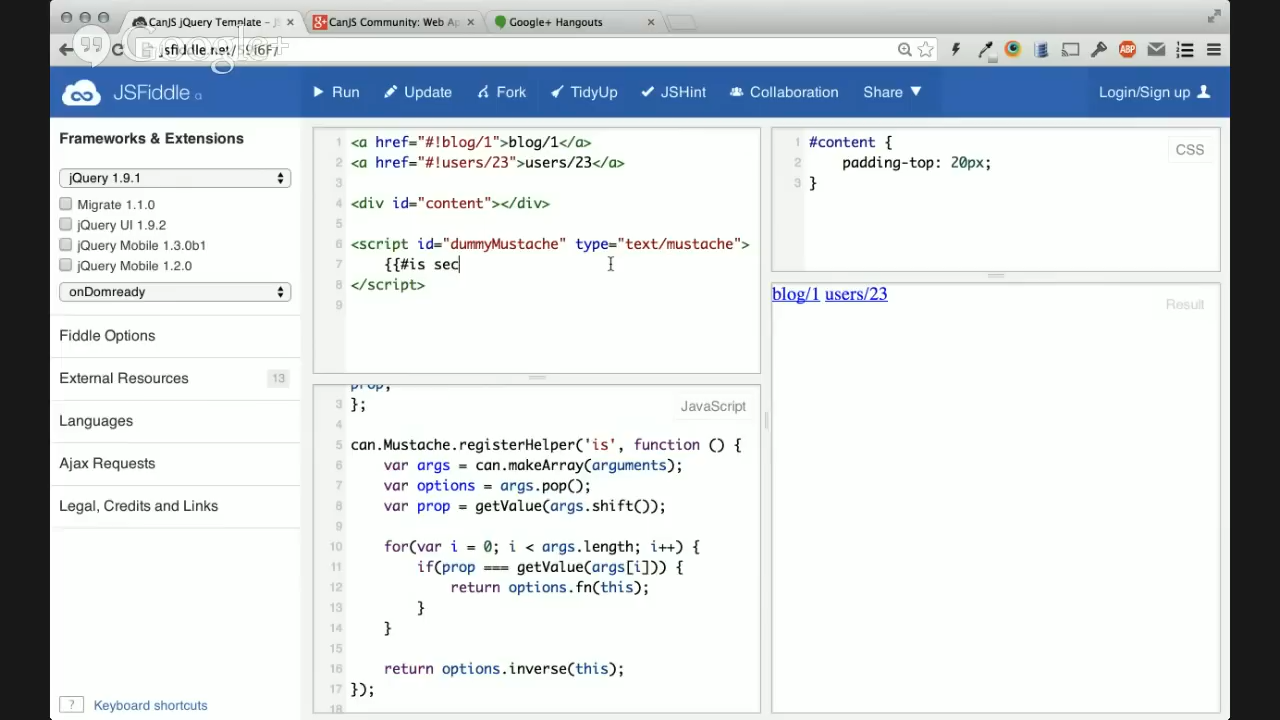 CanJS jQuery Template -
CanJS Community: Web Ap
Google+ Hangouts
Google+
jsfiddle.net/59i6F/
ABP
JSFiddle α
Run
Update
Fork
TidyUp
JSHint
Collaboration
Share
Login/Sign up
Frameworks & Extensions
jQuery 1.9.1
Migrate 1.1.0
jQuery UI 1.9.2
jQuery Mobile 1.3.0b1
jQuery Mobile 1.2.0
onDomready
Fiddle Options
External Resources 13
Languages
Ajax Requests
Legal, Credits and Links
? Keyboard shortcuts
1 <a href="#!blog/1">blog/1</a>
2 <a href="#!users/23">users/23</a>
3
4 <div id="content"></div>
5
6 <script id="dummyMustache" type="text/mustache">
7 {{#is sec
8 </script>
9
prop;
3 };
4
5 can.Mustache.registerHelper('is', function () {
6 var args = can.makeArray(arguments);
7 var options = args.pop();
8 var prop = getValue(args.shift());
9
10 for(var i = 0; i < args.length; i++) {
11 if(prop === getValue(args[i])) {
12 return options.fn(this);
13 }
14 }
15
16 return options.inverse(this);
17 });
18
JavaScript
1 #content {
2 padding-top: 20px;
3 }
CSS
blog/1 users/23
Result